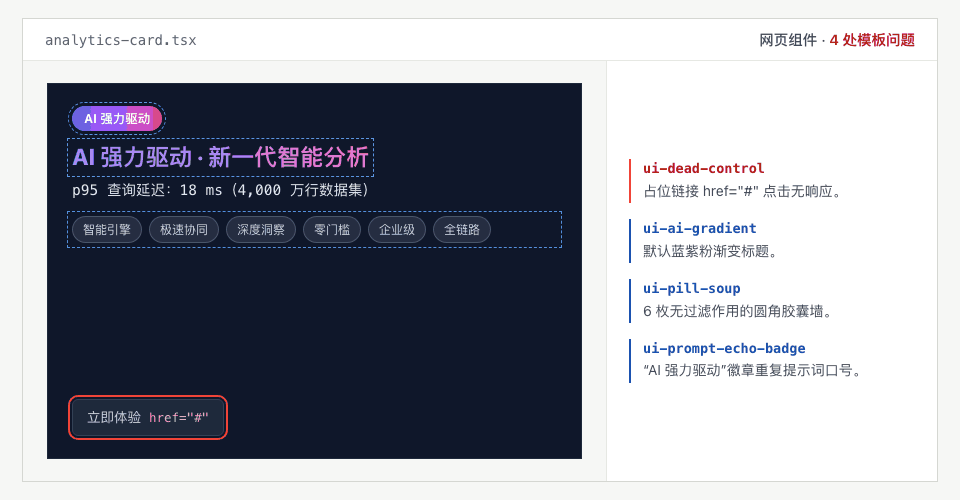 analytics-card.tsx
网页组件 · 4 处模板问题
AI 强力驱动
AI 强力驱动 · 新一代智能分析
p95 查询延迟: 18 ms (4,000 万行数据集)
智能引擎 极速协同 深度洞察 零门槛 企业级 全链路
立即体验 href="#"
ui-dead-control
占位链接 href="#" 点击无响应。
ui-ai-gradient
默认蓝紫粉渐变标题。
ui-pill-soup
6 枚无过滤作用的圆角胶囊墙。
ui-prompt-echo-badge
“AI 强力驱动”徽章重复提示词口号。